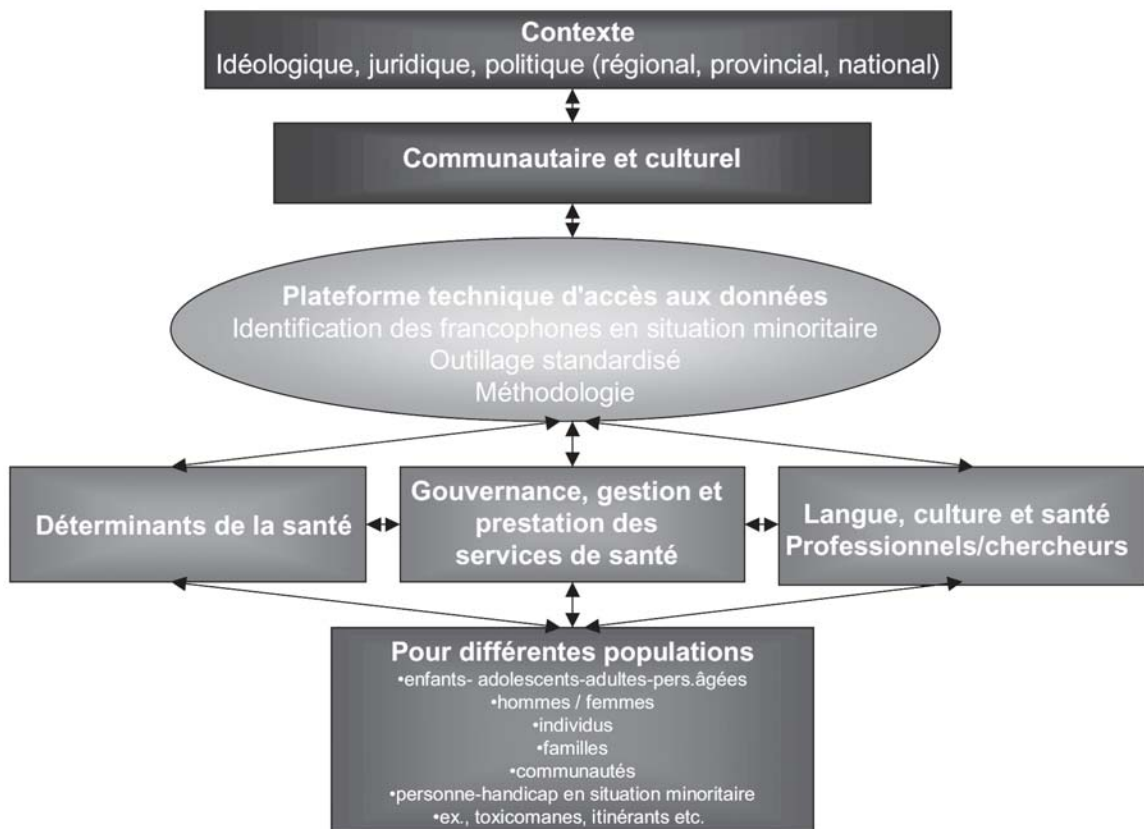 Contexte
Idéologique, juridique, politique (régional, provincial, national)
Communautaire et culturel
Plateforme technique d'accès aux données
Identification des francophones en situation minoritaire
Outillage standardisé
Méthodologie
Déterminants de la santé
Gouvernance, gestion et
prestation des
services de santé
Langue, culture et santé
Professionnels/chercheurs
Pour différentes populations
•enfants- adolescents-adultes-pers.âgées
•hommes / femmes
•individus
•familles
•communautés
•personne-handicap en situation minoritaire
•ex., toxicomanes, itinérants etc.